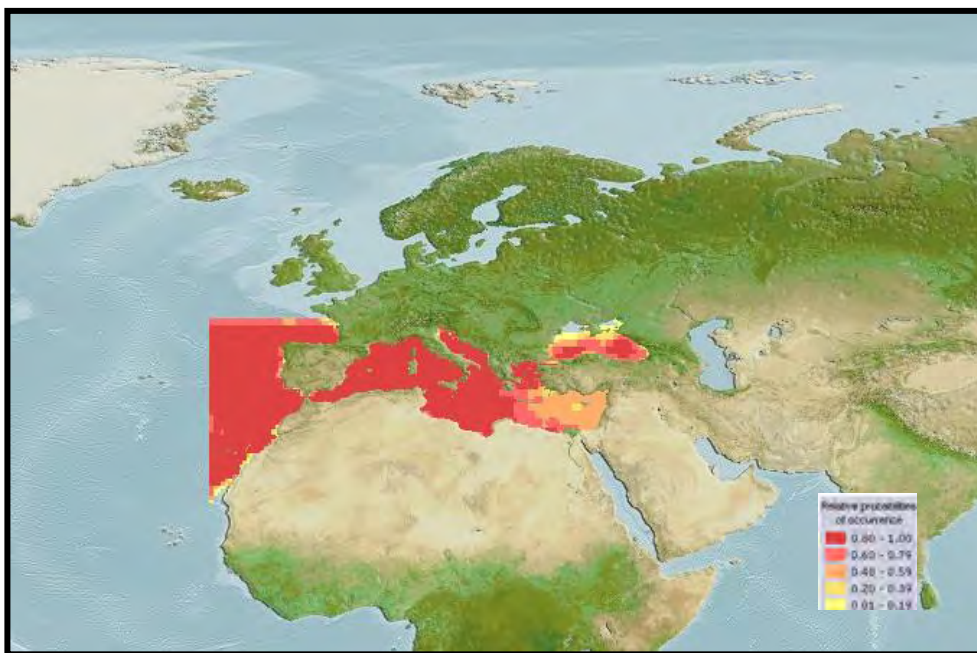 Relative probabilities
of occurrence
0.80 - 1.00
0.60 - 0.79
0.40 - 0.59
0.20 - 0.39
0.01 - 0.19